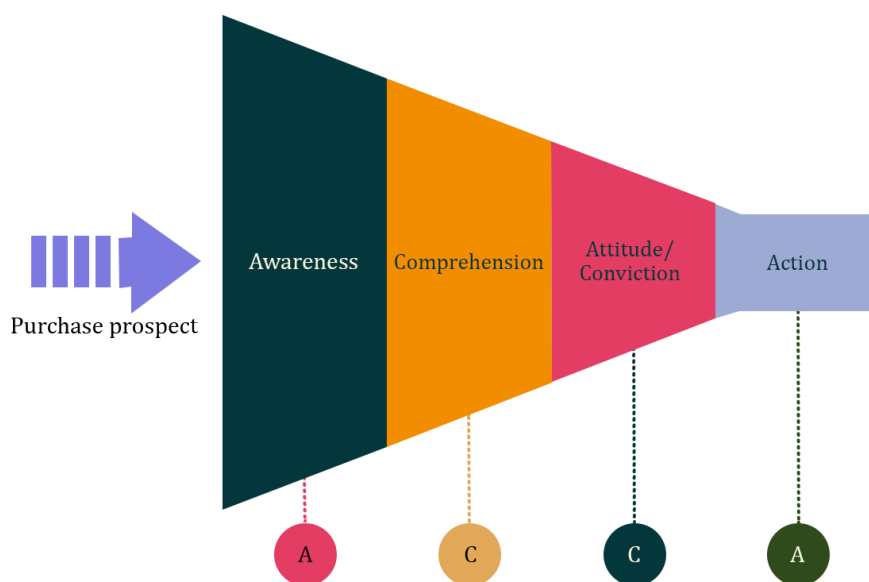 Awareness
Comprehension
Attitude/
Conviction
Action
Purchase prospect
A
C
C
A